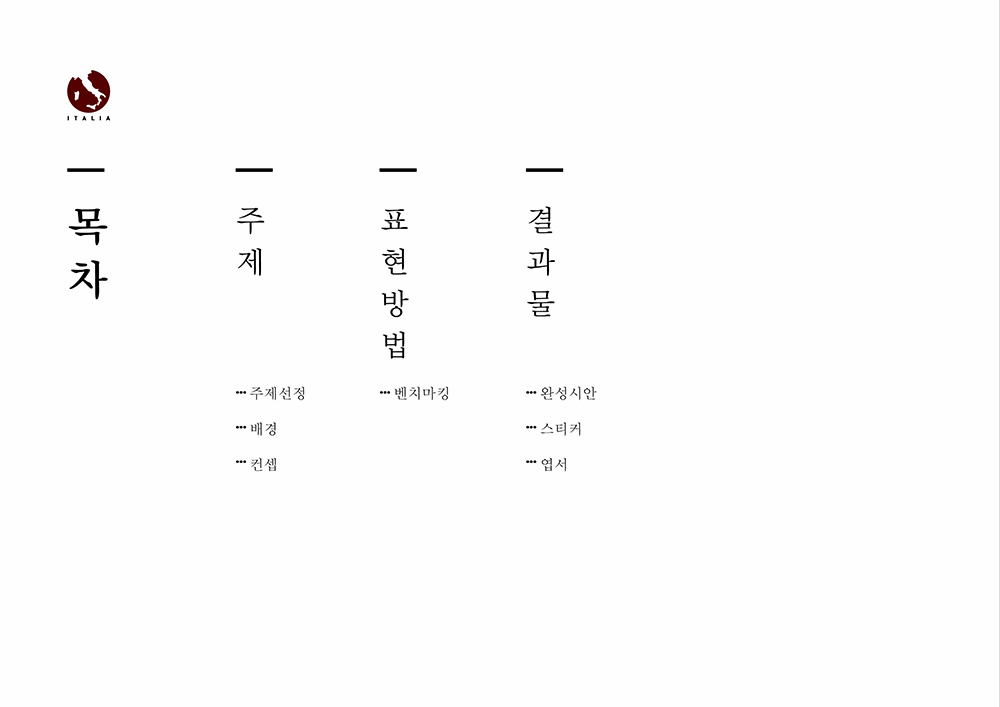 ITALIA
목차
주제
표현방법
결과물
··· 주제선정
··· 배경
··· 컨셉
··· 벤치마킹
··· 완성시안
··· 스티커
··· 엽서